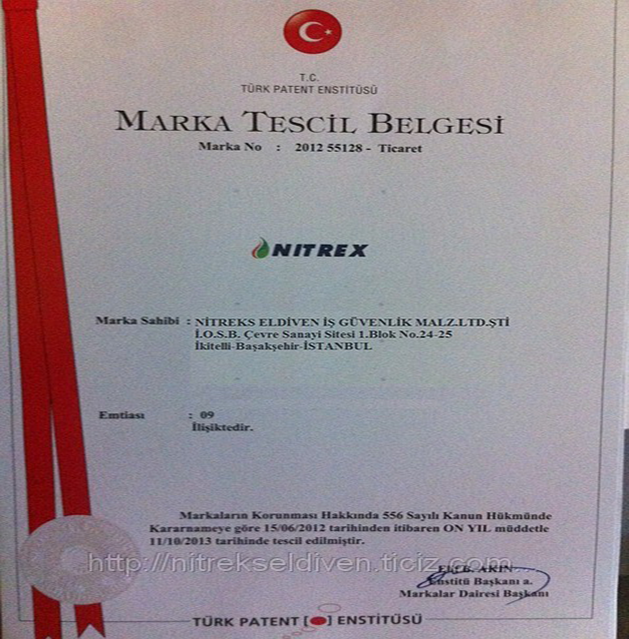 T.C.
TÜRK PATENT ENSTİTÜSÜ
MARKA TESCİL BELGESİ
Marka No : 2012 55128 - Ticaret
NITREX
Marka Sahibi : NİTREKS ELDİVEN İŞ GÜVENLİK MALZ.LTD.ŞTİ
İ.O.S.B. Çevre Sanayi Sitesi 1.Blok No.24-25
İkitelli-Başakşehir-İSTANBUL
Emtiası : 09
İlişiktedir.
Markaların Korunması Hakkında 556 Sayılı Kanun Hükmünde
Kararnameye göre 15/06/2012 tarihinden itibaren ON YIL müddetle
11/10/2013 tarihinde tescil edilmiştir.
http://nitrekseldiven.ticiz.com
AKIN
Enstitü Başkanı a.
Markalar Dairesi Başkanı
TÜRK PATENT [●] ENSTİTÜSÜ